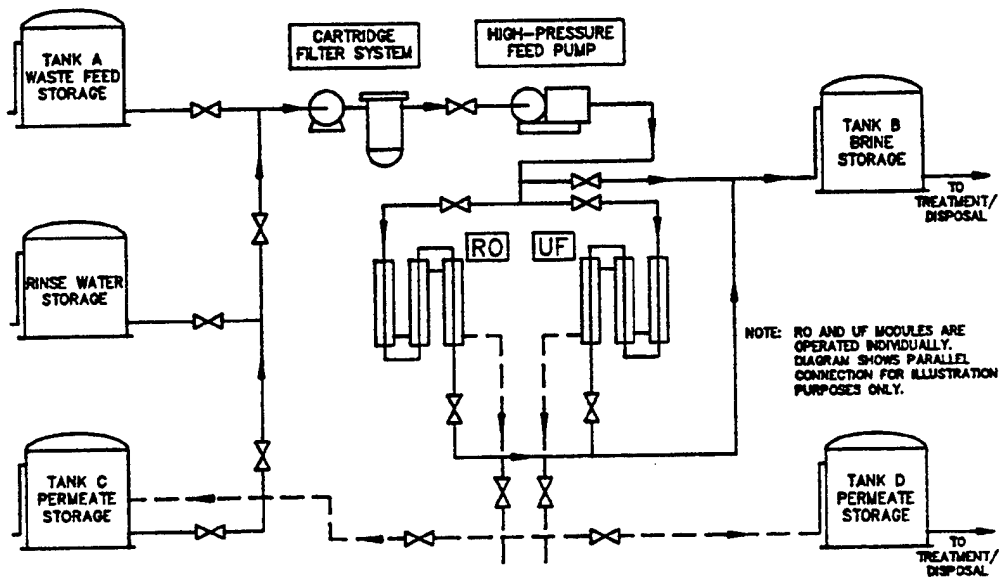 TANK A
WASTE FEED
STORAGE
CARTRIDGE
FILTER SYSTEM
HIGH-PRESSURE
FEED PUMP
TANK B
BRINE
STORAGE
TO
TREATMENT/
DISPOSAL
RINSE WATER
STORAGE
RO
UF
NOTE: RO AND UF MODULES ARE
OPERATED INDIVIDUALLY.
DIAGRAM SHOWS PARALLEL
CONNECTION FOR ILLUSTRATION
PURPOSES ONLY.
TANK C
PERMEATE
STORAGE
TANK D
PERMEATE
STORAGE
TO
TREATMENT/
DISPOSAL